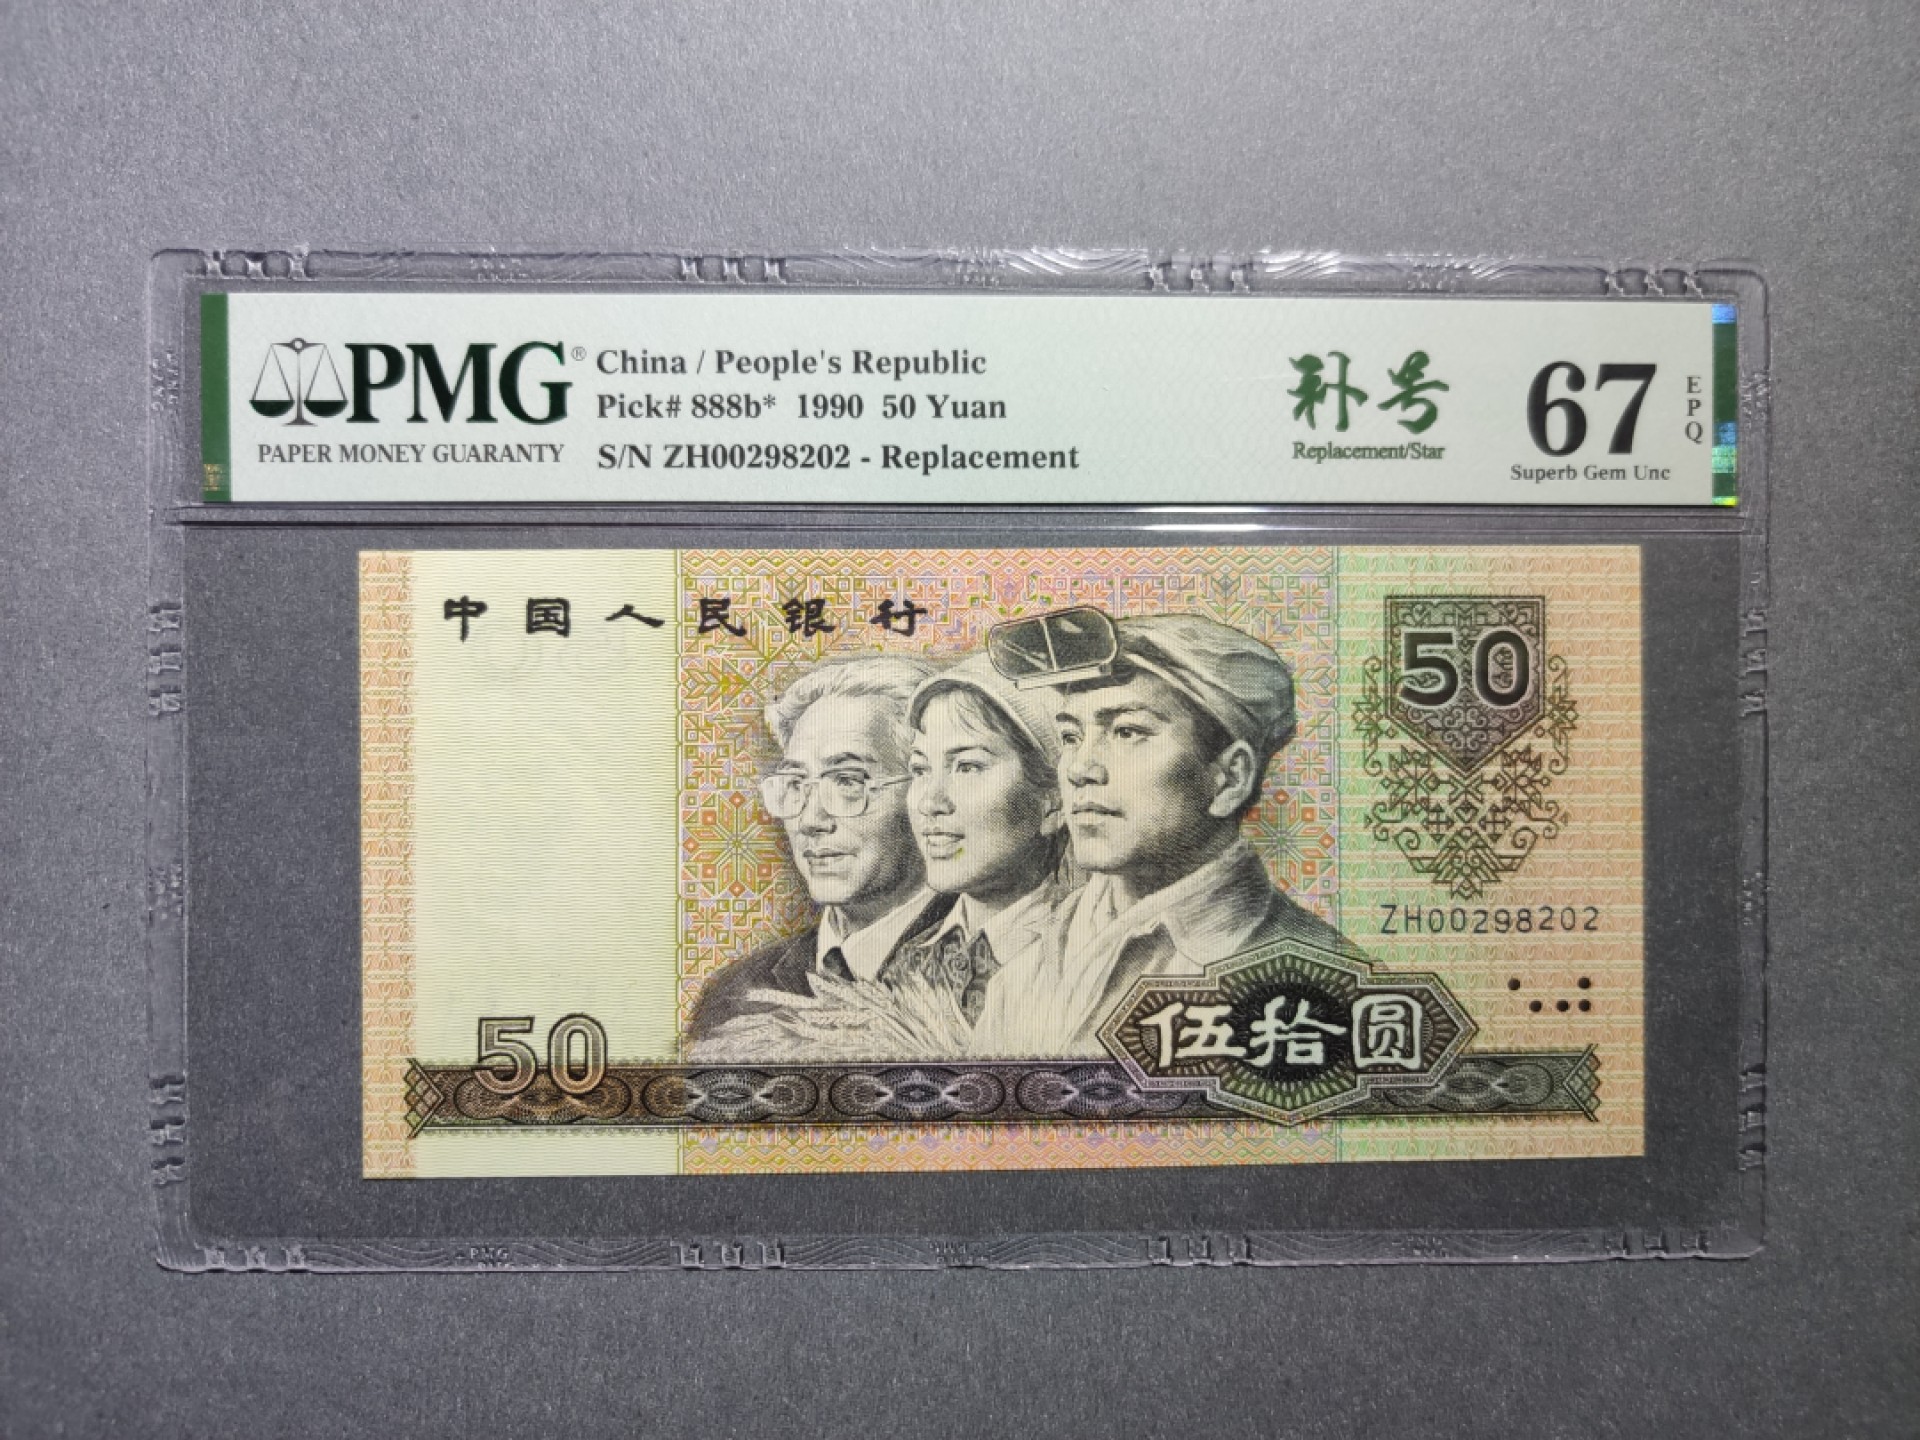 PMG®
PAPER MONEY GUARANTY
China / People's Republic
Pick# 888b* 1990 50 Yuan
S/N ZH00298202 - Replacement
补号
Replacement/Star
67
EPQ
Superb Gem Unc
中国人民银行
50
ZH00298202
50
伍拾圆
PMG